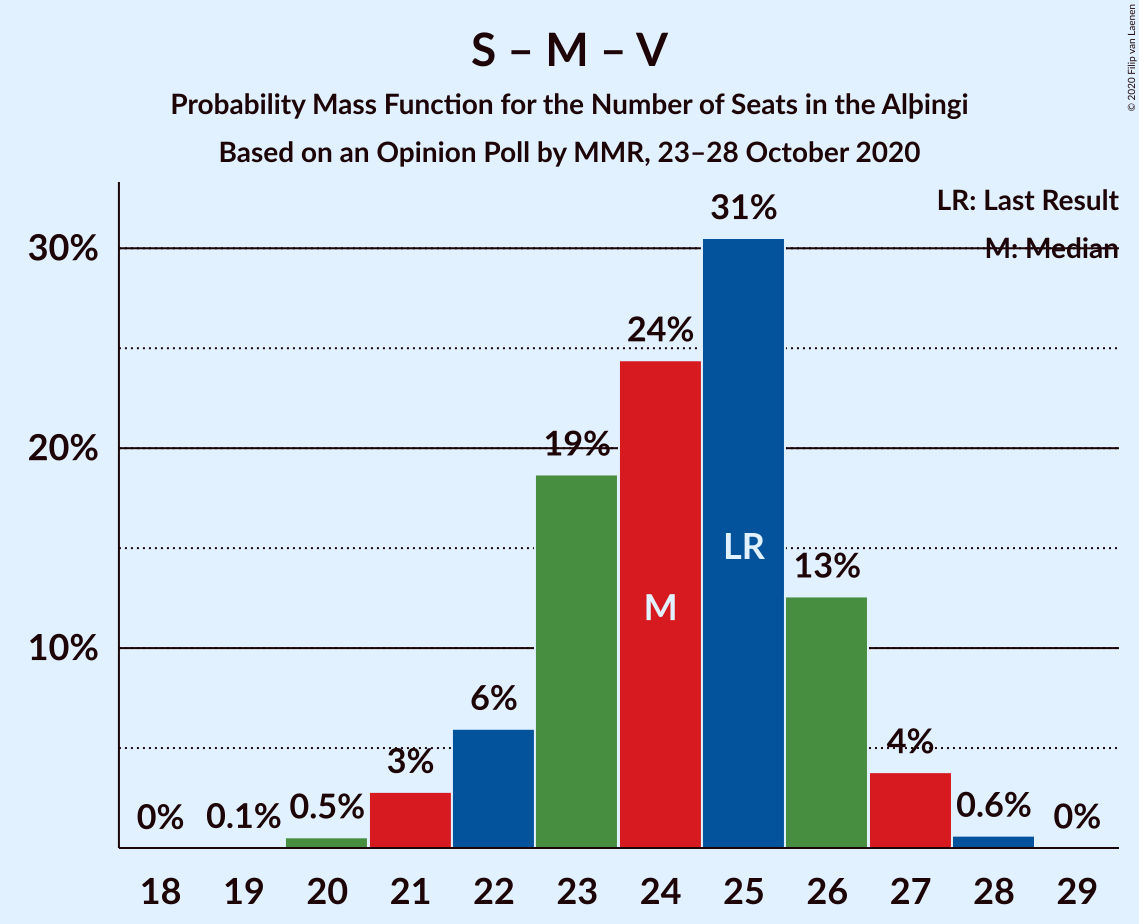 S – M – V
Probability Mass Function for the Number of Seats in the Alþingi
Based on an Opinion Poll by MMR, 23–28 October 2020
© 2020 Filip van Laenen
LR: Last Result
M: Median
30%
20%
10%
0%
0.1%
0.5%
3%
6%
19%
24%
31%
13%
4%
0.6%
0%
M
LR
18 19 20 21 22 23 24 25 26 27 28 29